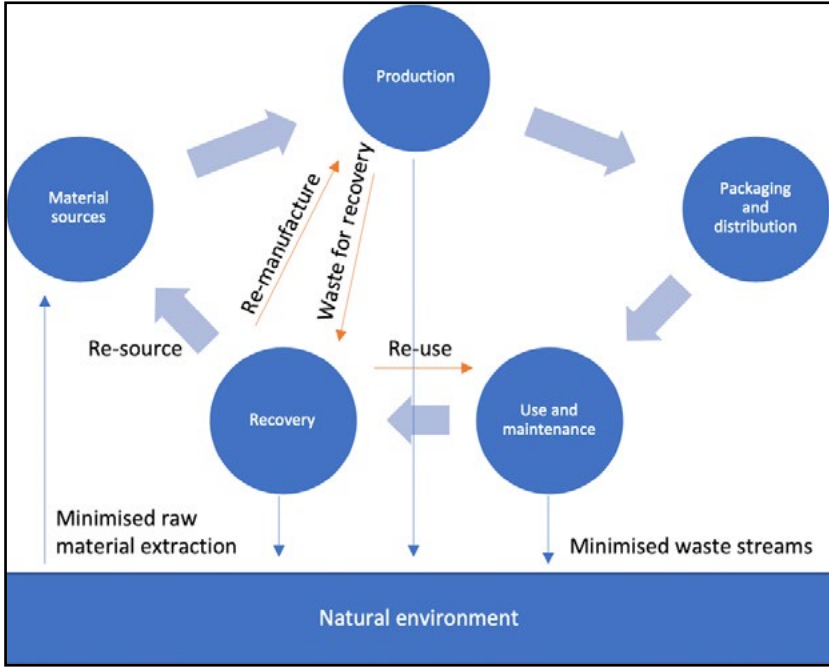 Production
Material
sources
Packaging
and
distribution
Re-manufacture
Waste for recovery
Re-source
Re-use
Recovery
Use and
maintenance
Minimised raw
material extraction
Minimised waste streams
Natural environment